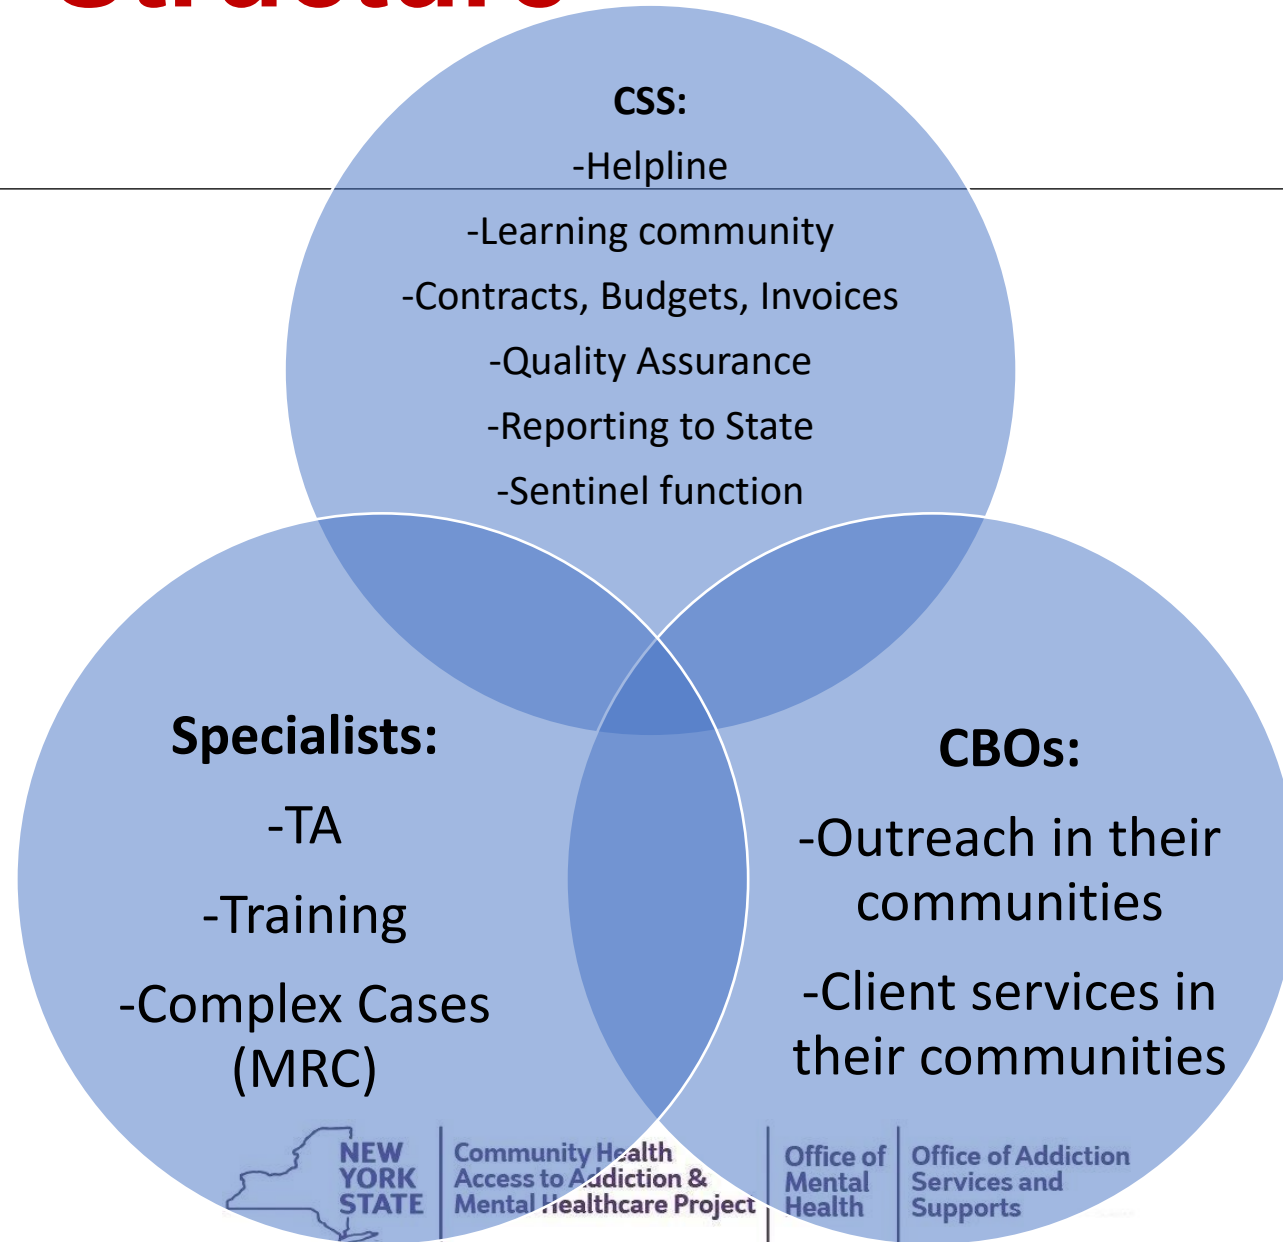 Structure
CSS:
-Helpline
-Learning community
-Contracts, Budgets, Invoices
-Quality Assurance
-Reporting to State
-Sentinel function
Specialists:
-TA
-Training
-Complex Cases
(MRC)
CBOs:
-Outreach in their
communities
-Client services in
their communities
NEW
YORK
STATE
Community Health
Access to Addiction &
Mental Healthcare Project
Office of
Mental
Health
Office of Addiction
Services and
Supports